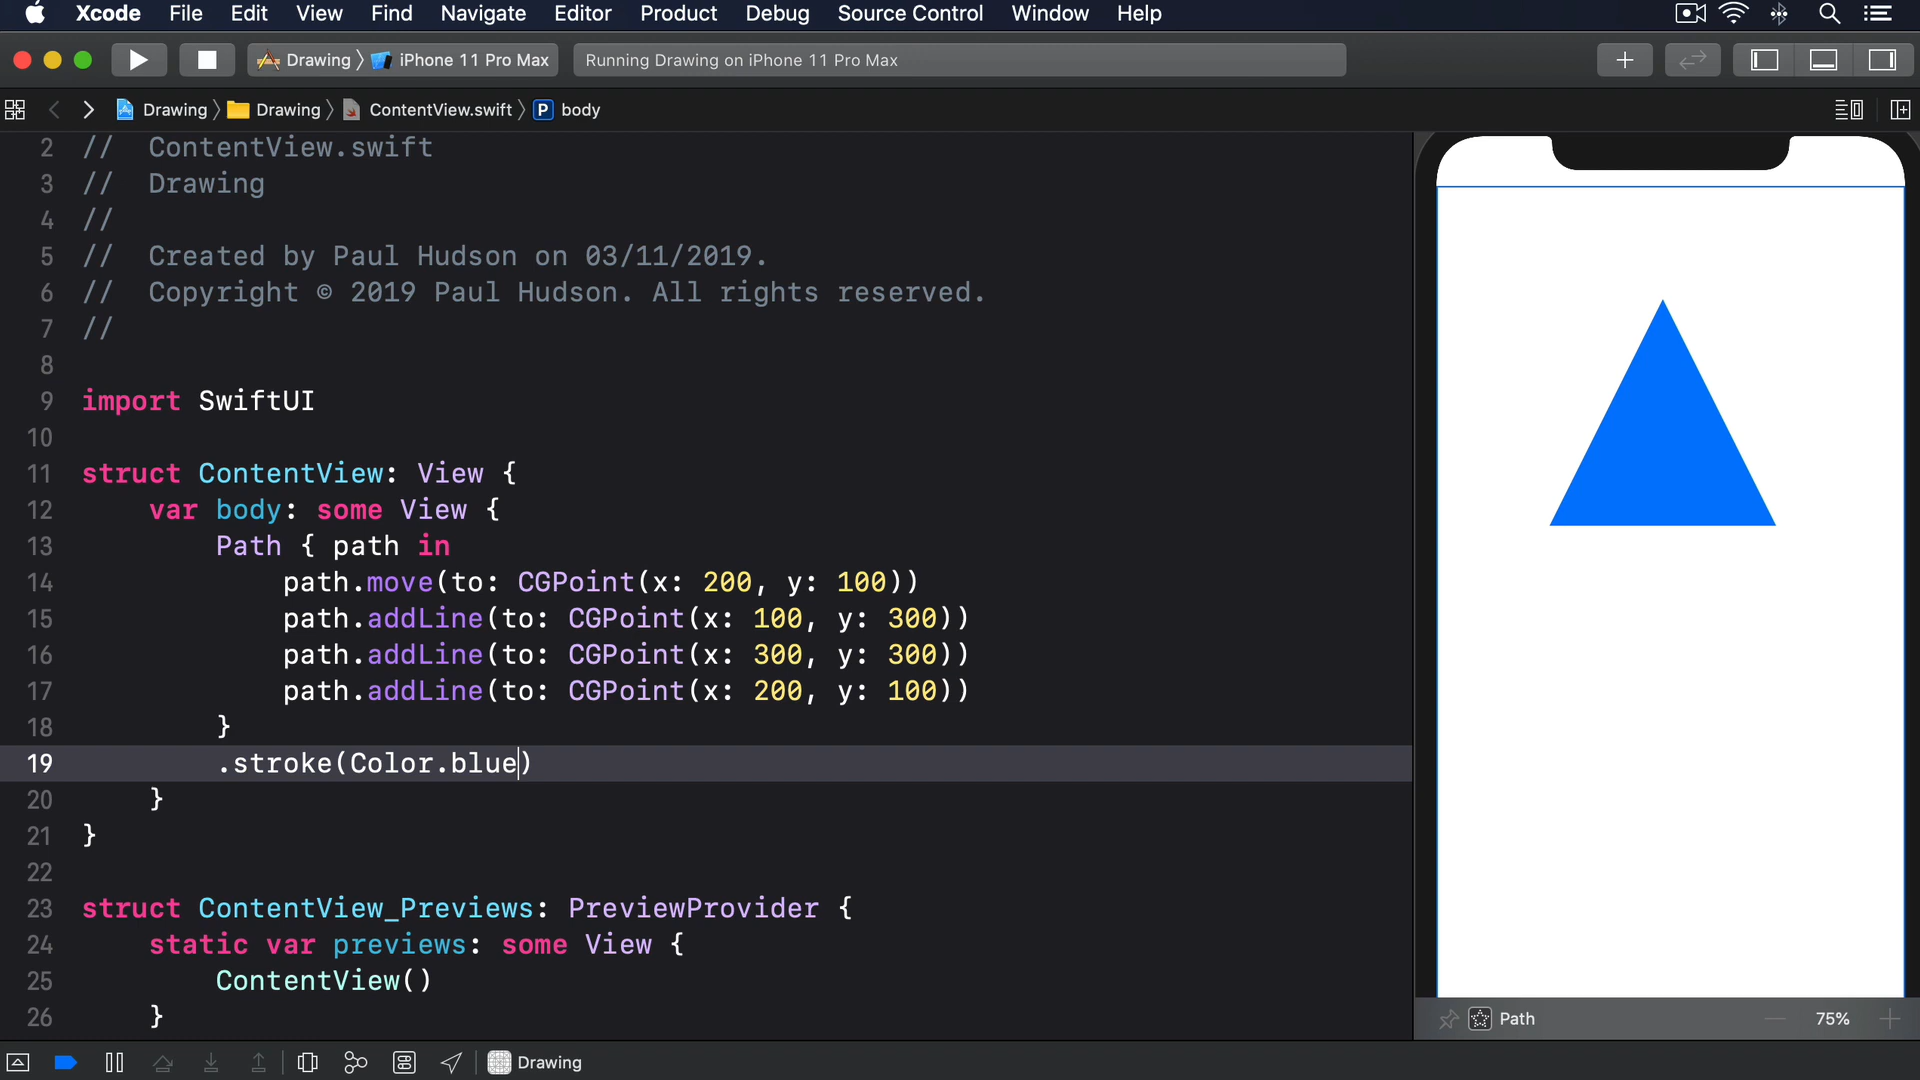 Xcode File Edit View Find Navigate Editor Product Debug Source Control Window Help
Drawing 〉 iPhone 11 Pro Max Running Drawing on iPhone 11 Pro Max
Drawing 〉 Drawing 〉 ContentView.swift 〉 P body
2 //  ContentView.swift
3 //  Drawing
4 //
5 //  Created by Paul Hudson on 03/11/2019.
6 //  Copyright © 2019 Paul Hudson. All rights reserved.
7 //
8
9 import SwiftUI
10
11 struct ContentView: View {
12     var body: some View {
13         Path { path in
14             path.move(to: CGPoint(x: 200, y: 100))
15             path.addLine(to: CGPoint(x: 100, y: 300))
16             path.addLine(to: CGPoint(x: 300, y: 300))
17             path.addLine(to: CGPoint(x: 200, y: 100))
18         }
19         .stroke(Color.blue)
20     }
21 }
22
23 struct ContentView_Previews: PreviewProvider {
24     static var previews: some View {
25         ContentView()
26     }
Path 75%
Drawing